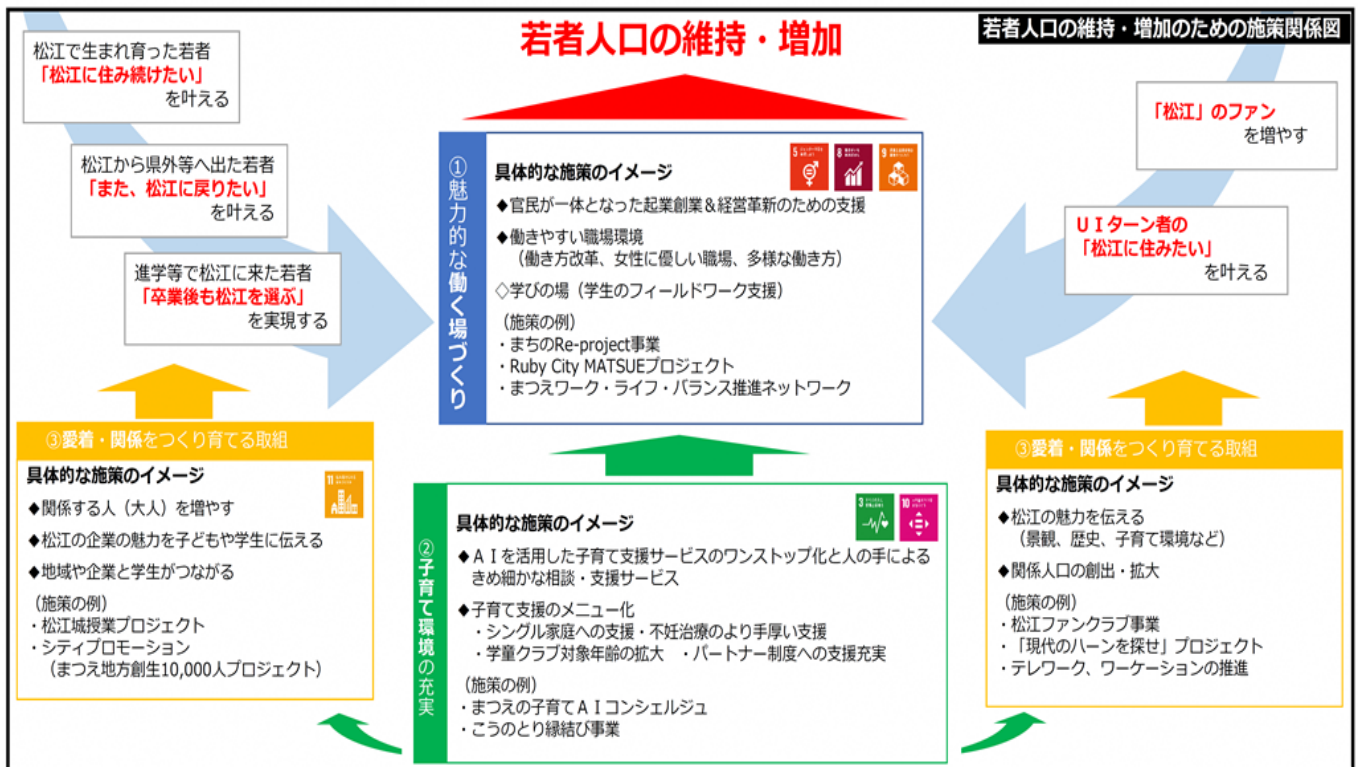 若者人口の維持・増加のための施策関係図
若者人口の維持・増加
松江で生まれ育った若者
「松江に住み続けたい」
を叶える
松江から県外等へ出た若者
「また、松江に戻りたい」
を叶える
進学等で松江に来た若者
「卒業後も松江を選ぶ」
を実現する
「松江」のファン
を増やす
UIターン者の
「松江に住みたい」
を叶える
①魅力的な働く場づくり
具体的な施策のイメージ
5
8
9
◆官民が一体となった起業創業&経営革新のための支援
◆働きやすい職場環境
（働き方改革、女性に優しい職場、多様な働き方）
◇学びの場（学生のフィールドワーク支援）
（施策の例）
・まちのRe-project事業
・Ruby City MATSUEプロジェクト
・まつえワーク・ライフ・バランス推進ネットワーク
③愛着・関係をつくり育てる取組
具体的な施策のイメージ
11
◆関係する人（大人）を増やす
◆松江の企業の魅力を子どもや学生に伝える
◆地域や企業と学生がつながる
（施策の例）
・松江城授業プロジェクト
・シティプロモーション
（まつえ地方創生10,000人プロジェクト）
②子育て環境の充実
具体的な施策のイメージ
3
10
◆AIを活用した子育て支援サービスのワンストップ化と人の手による
きめ細かな相談・支援サービス
◆子育て支援のメニュー化
・シングル家庭への支援・不妊治療のより手厚い支援
・学童クラブ対象年齢の拡大　・パートナー制度への支援充実
（施策の例）
・まつえの子育てAIコンシェルジュ
・こうのとり縁結び事業
③愛着・関係をつくり育てる取組
具体的な施策のイメージ
◆松江の魅力を伝える
（景観、歴史、子育て環境など）
◆関係人口の創出・拡大
（施策の例）
・松江ファンクラブ事業
・「現代のハーンを探せ」プロジェクト
・テレワーク、ワーケーションの推進